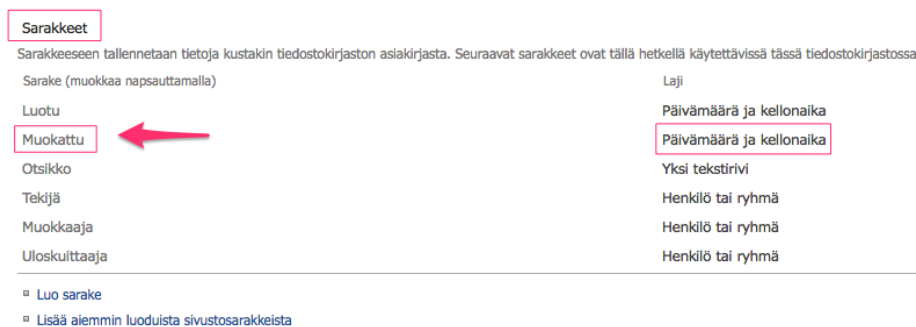 Sarakkeet
Sarakkeeseen tallennetaan tietoja kustakin tiedostokirjaston asiakirjasta. Seuraavat sarakkeet ovat tällä hetkellä käytettävissä tässä tiedostokirjastossa
Sarake (muokkaa napsauttamalla) Laji
Luotu Päivämäärä ja kellonaika
Muokattu Päivämäärä ja kellonaika
Otsikko Yksi tekstirivi
Tekijä Henkilö tai ryhmä
Muokkaaja Henkilö tai ryhmä
Uloskuittaaja Henkilö tai ryhmä
Luo sarake
Lisää aiemmin luoduista sivustosarakkeista